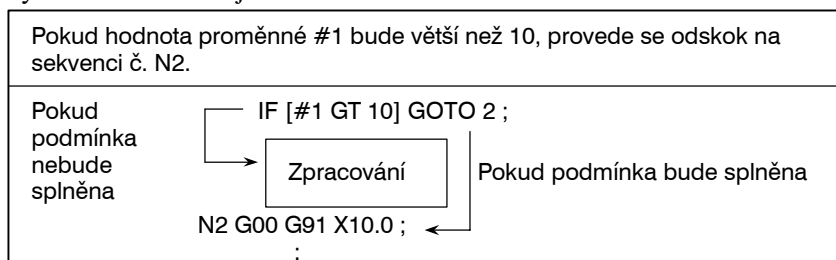 Pokud hodnota proměnné #1 bude větší než 10, provede se odskok na
sekvenci č. N2.
Pokud
podmínka
nebude
splněna
IF [#1 GT 10] GOTO 2 ;
Zpracování
Pokud podmínka bude splněna
N2 G00 G91 X10.0 ;
: